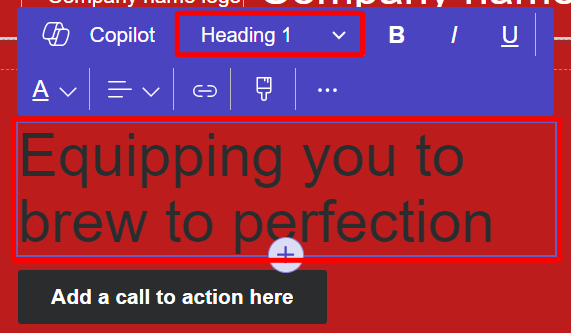 Company name logo Company name
Copilot Heading 1 B I U
A
Equipping you to
brew to perfection
Add a call to action here